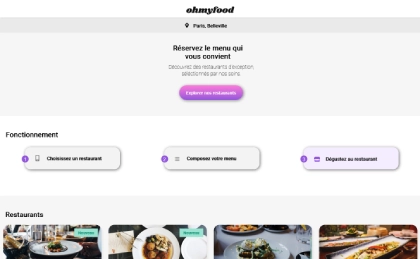 ohmyfood
Paris, Belleville
Réservez le menu qui
vous convient
Découvrez des restaurants d'exception,
sélectionnés par nos soins
Explorer nos restaurants
Fonctionnement
1 Choisissez un restaurant
2 Composez votre menu
3 Dégustez au restaurant
Restaurants
Nouveau
Nouveau